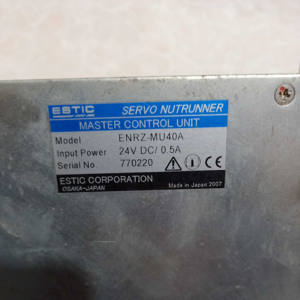 ESTIC SERVO NUTRUNNER
MASTER CONTROL UNIT
Model ENRZ-MU40A
Input Power 24V DC/ 0.5A
Serial No. 770220
ESTIC CORPORATION
OSAKA-JAPAN Made in Japan 2007